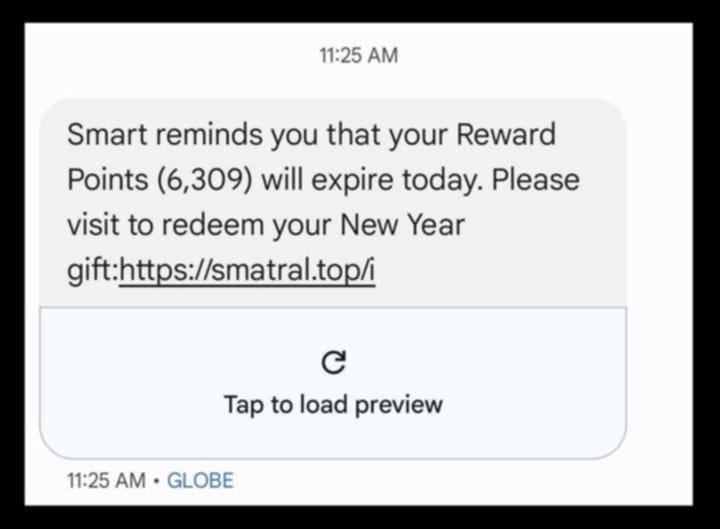 11:25 AM
Smart reminds you that your Reward
Points (6,309) will expire today. Please
visit to redeem your New Year
gift:https://smatral.top/i
Tap to load preview
11:25 AM • GLOBE